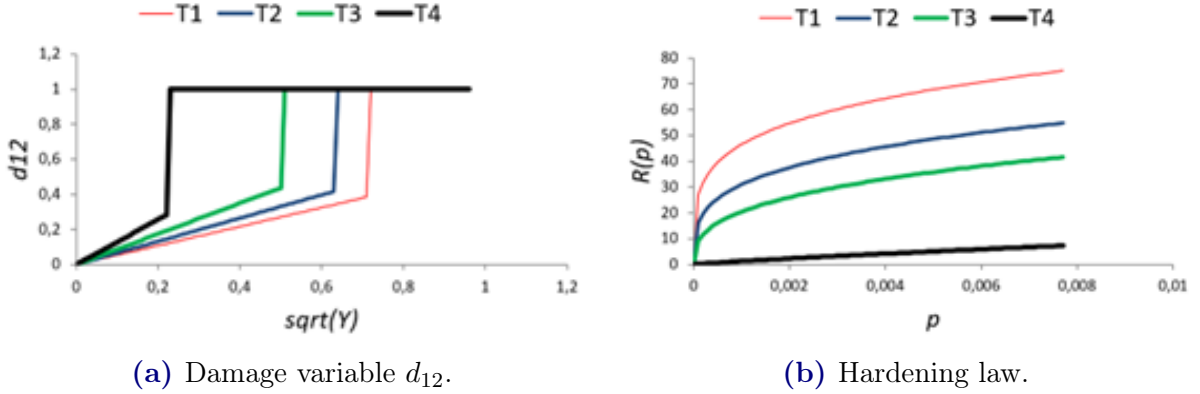 T1 T2 T3 T4
1,2
1
0,8
0,6
0,4
0,2
0
d12
0 0,2 0,4 0,6 0,8 1 1,2
sqrt(Y)
(a) Damage variable d₁₂.
T1 T2 T3 T4
80
70
60
50
40
30
20
10
0
R(p)
0 0,002 0,004 0,006 0,008 0,01
p
(b) Hardening law.